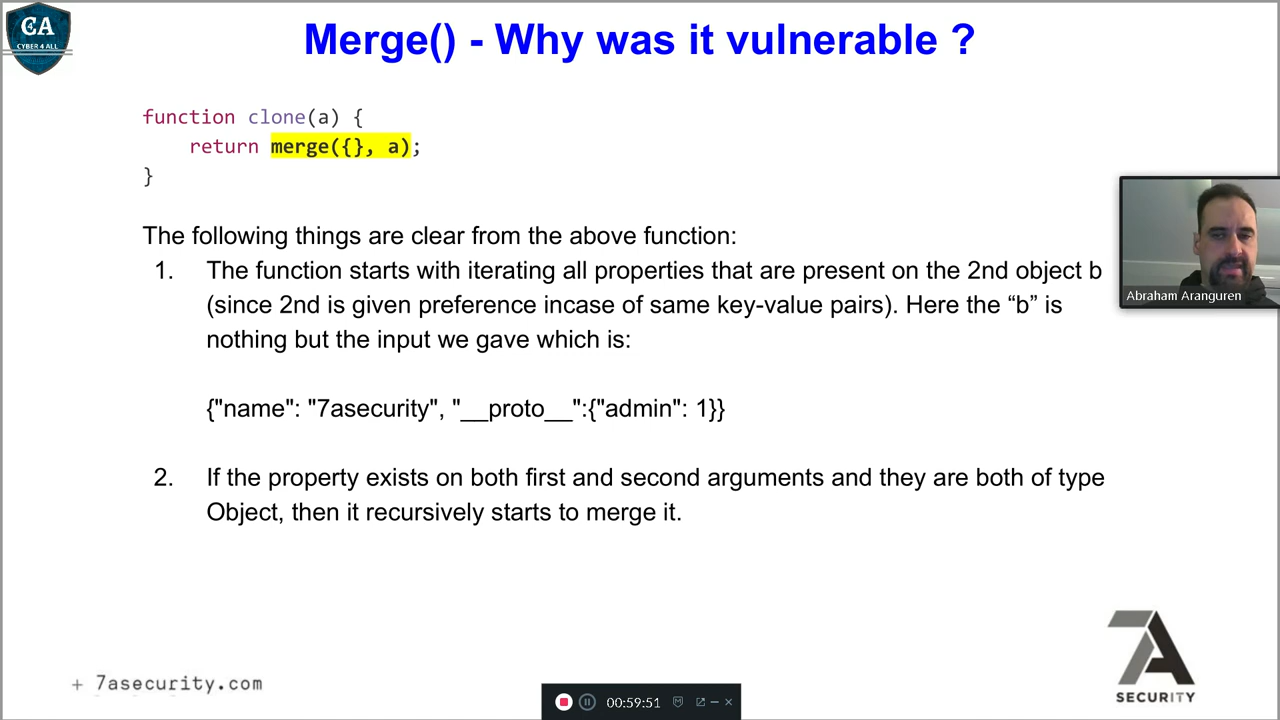 CA
CYBER 4 ALL
Merge() - Why was it vulnerable ?
function clone(a) {
return merge({}, a);
}
The following things are clear from the above function:
1. The function starts with iterating all properties that are present on the 2nd object b
(since 2nd is given preference incase of same key-value pairs). Here the “b” is
nothing but the input we gave which is:
{"name": "7asecurity", "__proto__":{"admin": 1}}
2. If the property exists on both first and second arguments and they are both of type
Object, then it recursively starts to merge it.
Abraham Aranguren
+ 7asecurity.com
00:59:51
7A
SECURITY